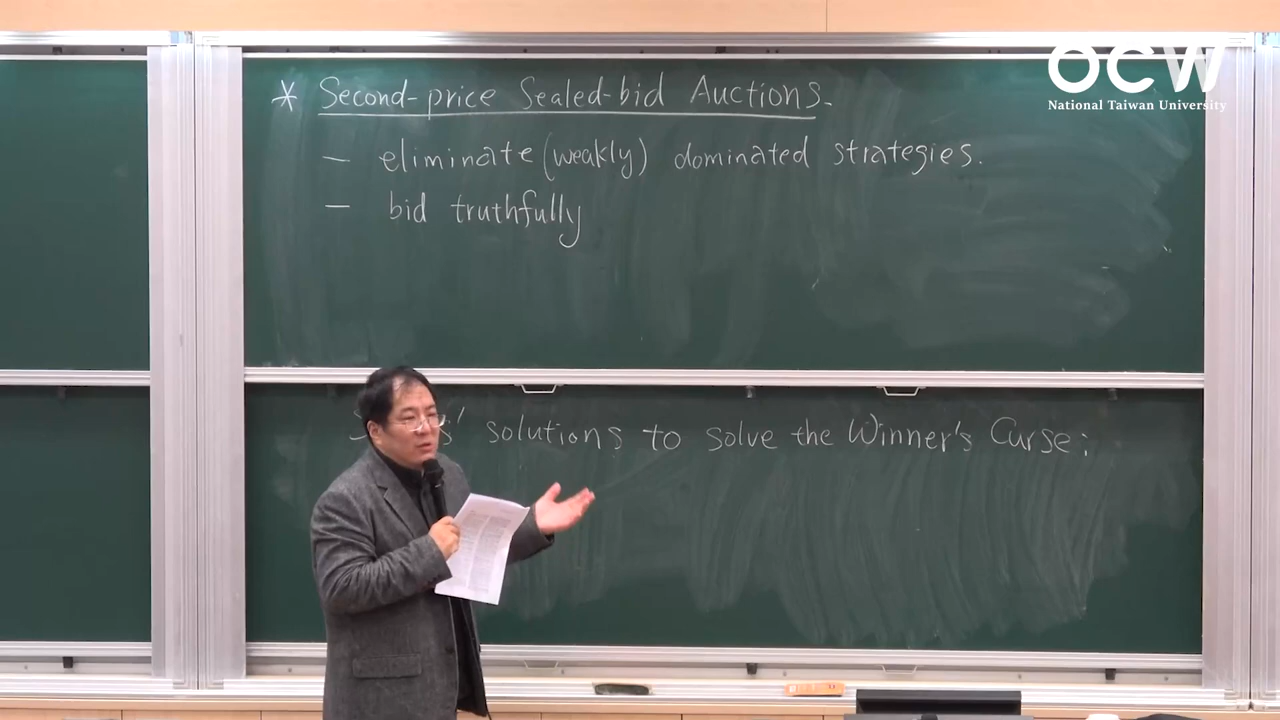 OCW
National Taiwan University
* Second-price Sealed-bid Auctions.
- eliminate (weakly) dominated strategies.
- bid truthfully
solutions to solve the Winner's Curse: